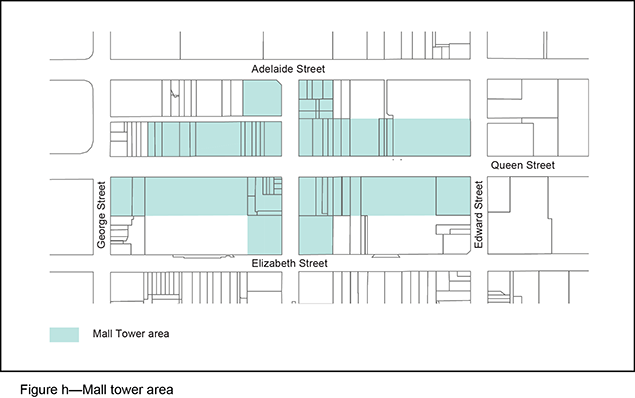 Adelaide Street
Queen Street
George Street
Edward Street
Elizabeth Street
Mall Tower area
Figure h—Mall tower area